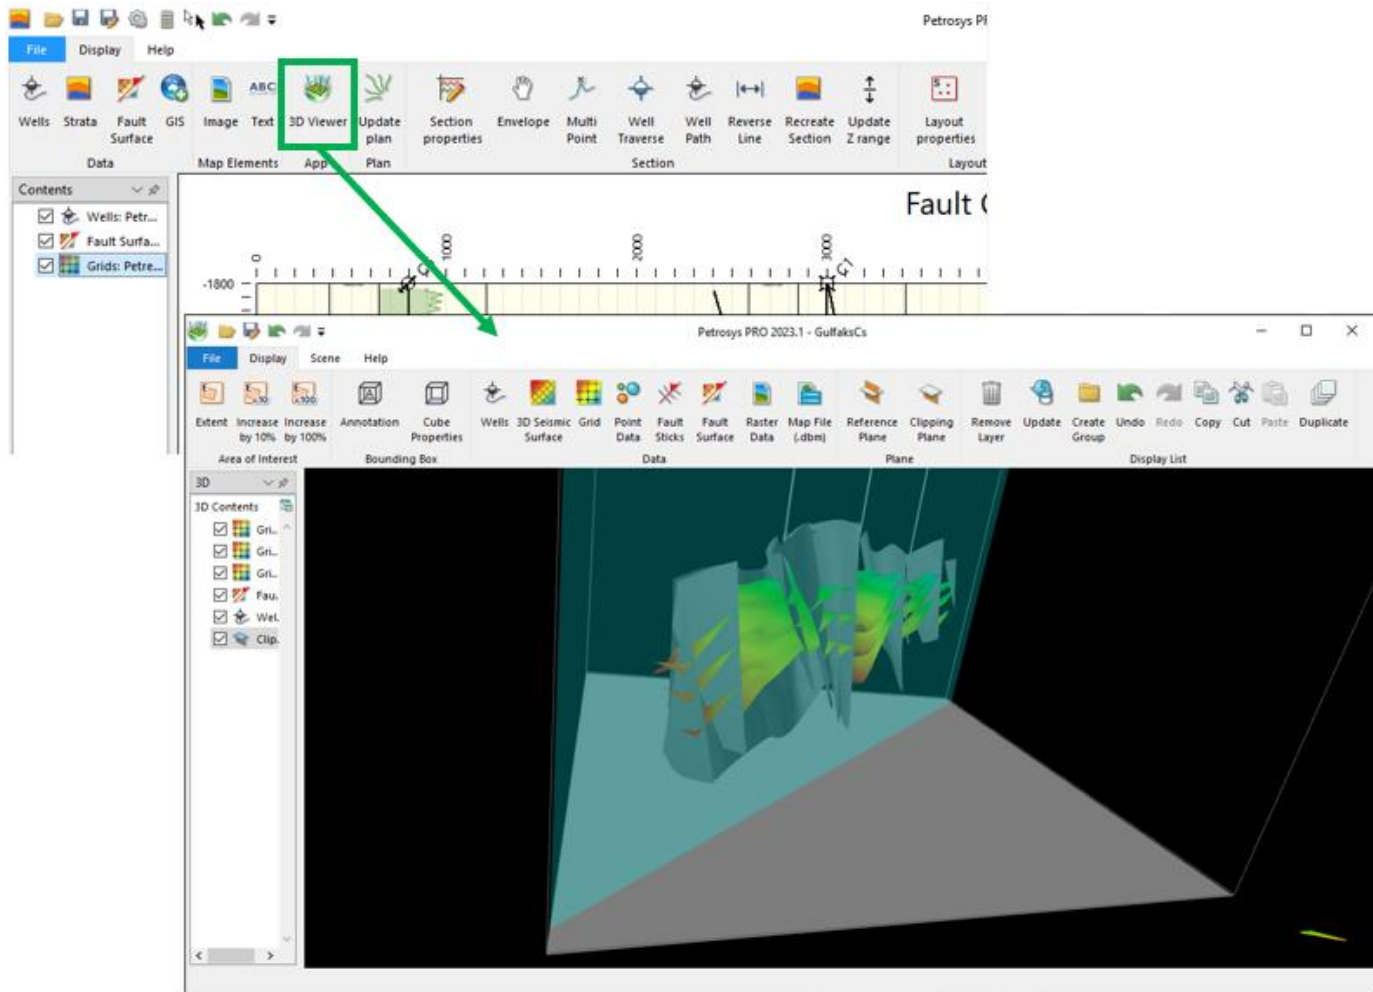 Petrosys PF
File Display Help
Wells Strata Fault Surface GIS Image Text 3D Viewer Update plan Section properties Envelope Multi Point Well Traverse Well Path Reverse Line Recreate Section Update Z range Layout properties
ABC
Data Map Elements App Plan Section Layout
Contents
Wells: Petr...
Fault Surfa...
Grids: Petre...
Fault
0 1000 2000 3000
C1
-1800
Petrosys PRO 2023.1 - GulfaksCs
File Display Scene Help
x10 x100
Extent Increase by 10% Increase by 100% Annotation Cube Properties Wells 3D Seismic Surface Grid Point Data Fault Sticks Fault Surface Raster Data Map File (.dbm) Reference Plane Clipping Plane Remove Layer Update Create Group Undo Redo Copy Cut Paste Duplicate
Area of Interest Bounding Box Data Plane Display List
3D
3D Contents
Gri...
Gri...
Gri...
Fau.
Wel.
Clip.